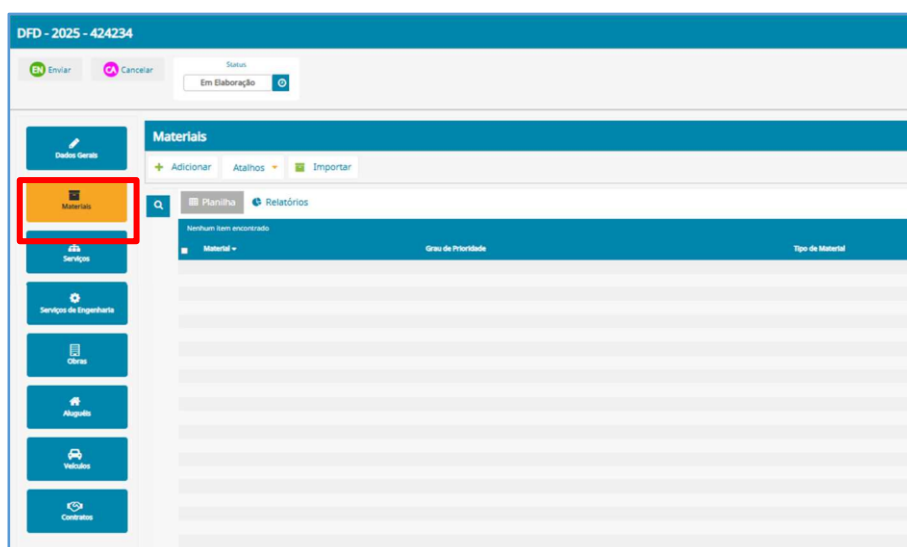 DFD - 2025 - 424234
EN Enviar CA Cancelar
Status
Em Elaboração
Dados Gerais
Materiais
Serviços
Serviços de Engenharia
Obras
Aluguéis
Veículos
Contratos
Materiais
+ Adicionar Atalhos Importar
Planilha Relatórios
Nenhum item encontrado
Material Grau de Prioridade Tipo de Material